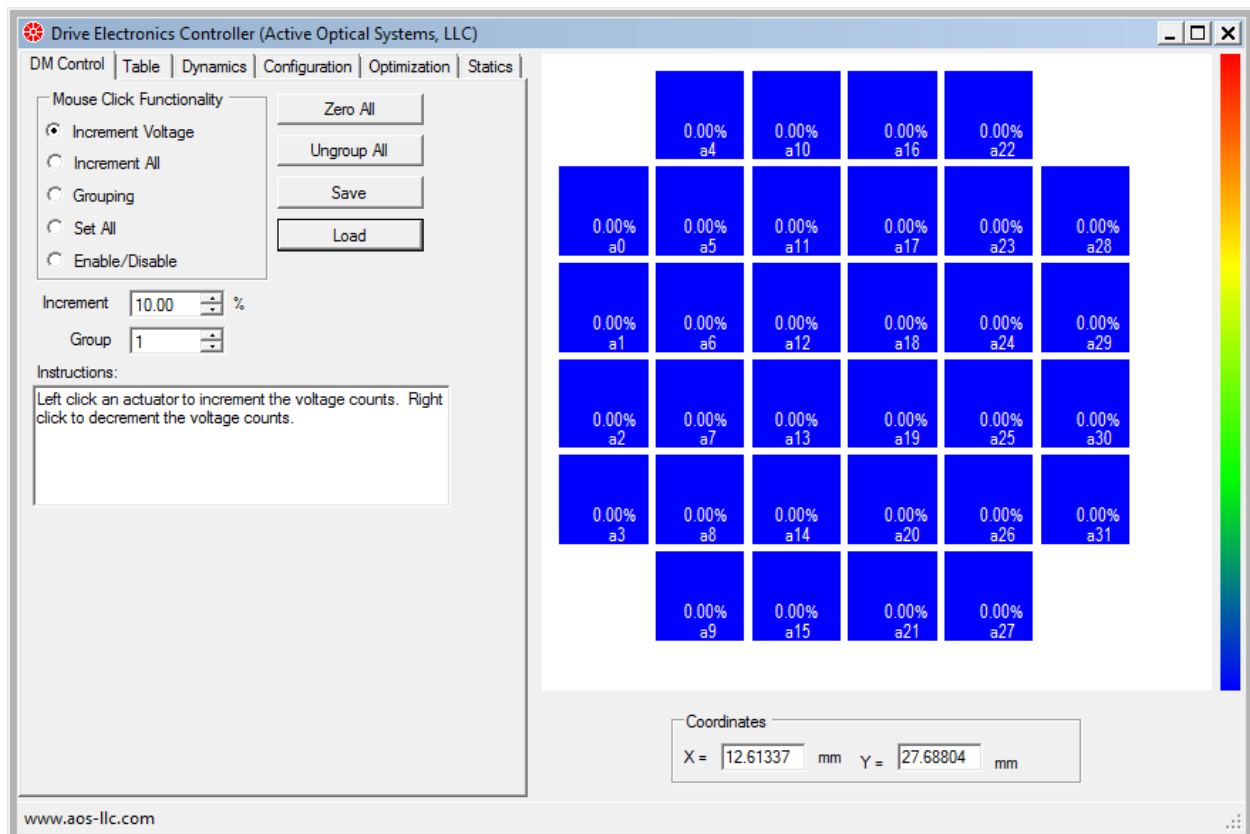 Drive Electronics Controller (Active Optical Systems, LLC)
DM Control Table Dynamics Configuration Optimization Statics
Mouse Click Functionality
Increment Voltage
Increment All
Grouping
Set All
Enable/Disable
Zero All
Ungroup All
Save
Load
Increment 10.00 %
Group 1
Instructions:
Left click an actuator to increment the voltage counts. Right
click to decrement the voltage counts.
0.00% 0.00% 0.00% 0.00%
a4 a10 a16 a22
0.00% 0.00% 0.00% 0.00% 0.00% 0.00%
a0 a5 a11 a17 a23 a28
0.00% 0.00% 0.00% 0.00% 0.00% 0.00%
a1 a6 a12 a18 a24 a29
0.00% 0.00% 0.00% 0.00% 0.00% 0.00%
a2 a7 a13 a19 a25 a30
0.00% 0.00% 0.00% 0.00% 0.00% 0.00%
a3 a8 a14 a20 a26 a31
0.00% 0.00% 0.00% 0.00%
a9 a15 a21 a27
Coordinates
X = 12.61337 mm Y = 27.68804 mm
www.aos-llc.com